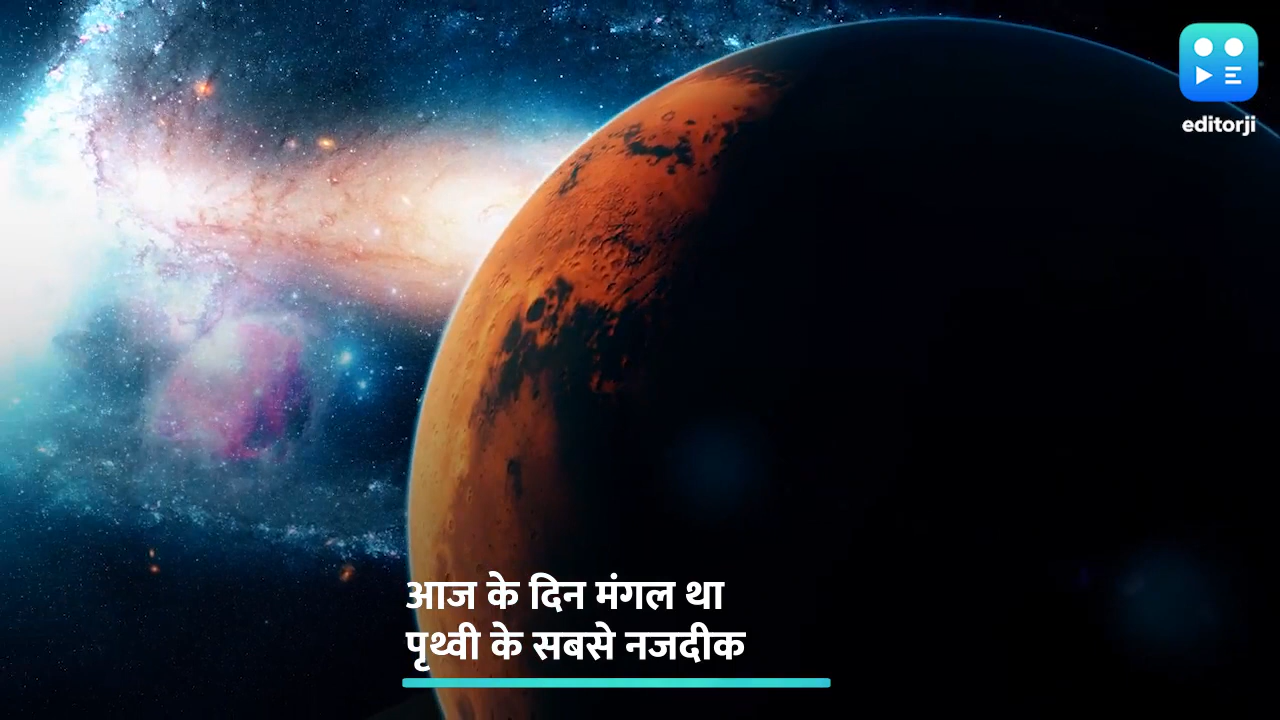 editorji
आज के दिन मंगल था
पृथ्वी के सबसे नजदीक